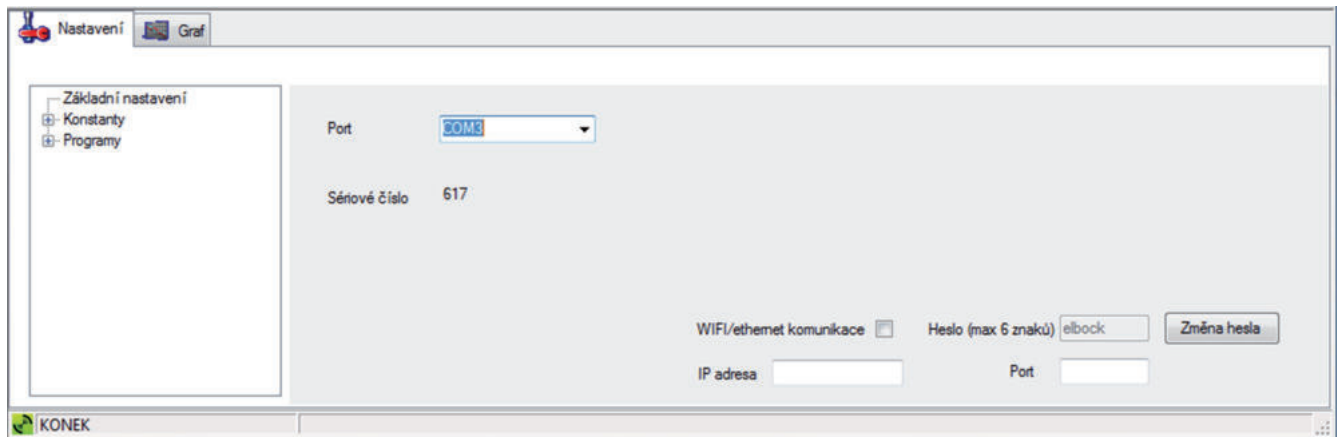 Nastavení Graf
Základní nastavení
Konstanty
Programy
Port COM3
Sériové číslo 617
WIFI/ethernet komunikace Heslo (max 6 znaků) elbock Změna hesla
IP adresa Port
KONEK